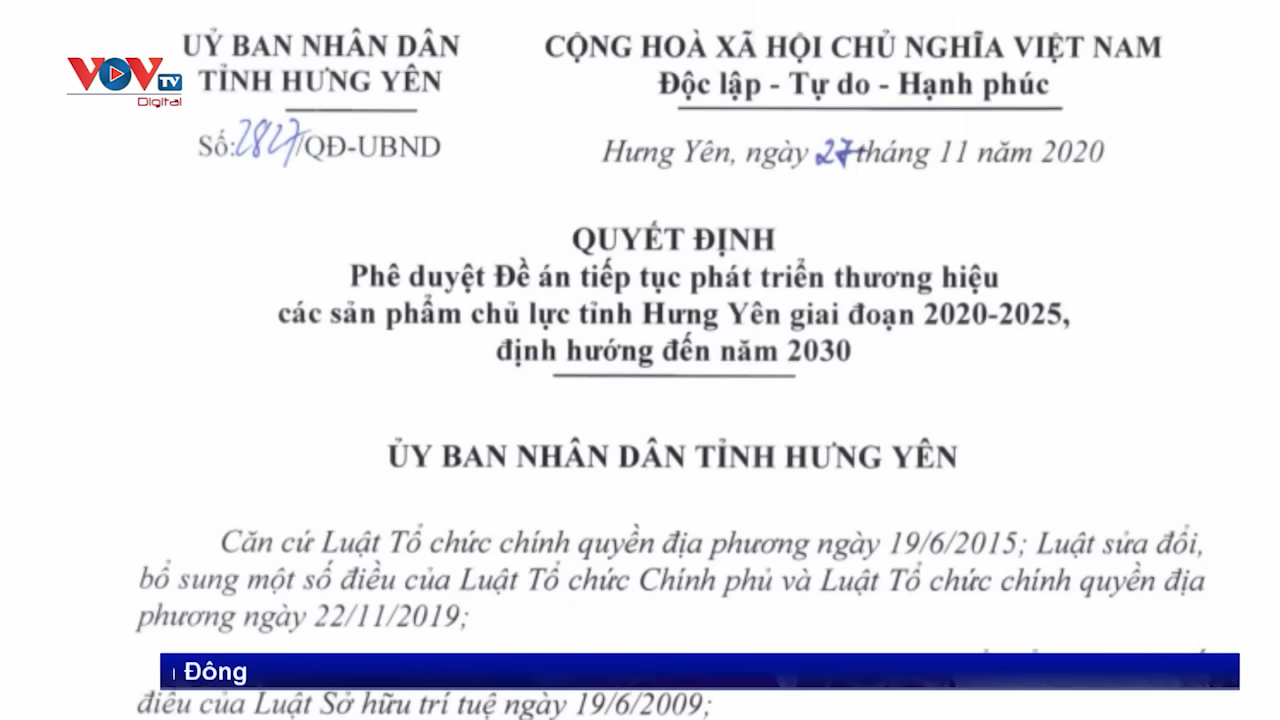 UỶ BAN NHÂN DÂN
TỈNH HƯNG YÊN
CỘNG HOÀ XÃ HỘI CHỦ NGHĨA VIỆT NAM
Độc lập - Tự do - Hạnh phúc
VOV TV
Digital
Số:2827/QĐ-UBND
Hưng Yên, ngày 27 tháng 11 năm 2020
QUYẾT ĐỊNH
Phê duyệt Đề án tiếp tục phát triển thương hiệu
các sản phẩm chủ lực tỉnh Hưng Yên giai đoạn 2020-2025,
định hướng đến năm 2030
ỦY BAN NHÂN DÂN TỈNH HƯNG YÊN
Căn cứ Luật Tổ chức chính quyền địa phương ngày 19/6/2015; Luật sửa đổi,
bổ sung một số điều của Luật Tổ chức Chính phủ và Luật Tổ chức chính quyền địa
phương ngày 22/11/2019;
Đông
điều của Luật Sở hữu trí tuệ ngày 19/6/2009;